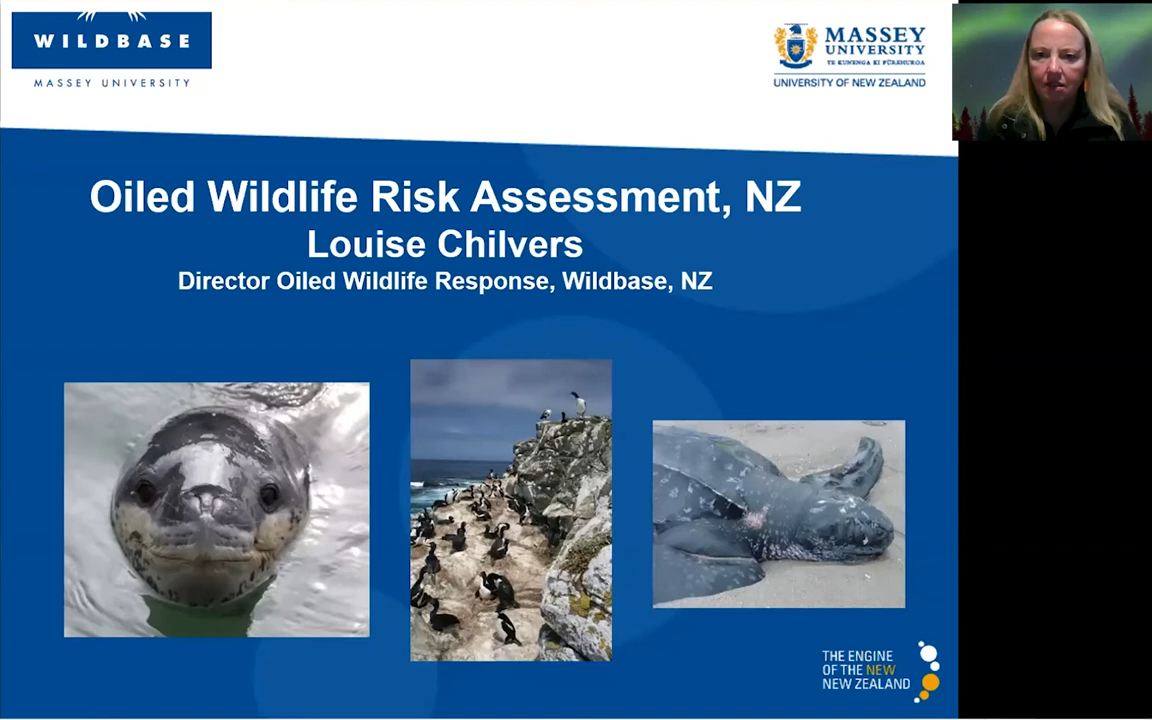 WILDBASE
MASSEY UNIVERSITY
MASSEY
UNIVERSITY
TE KUNENGA KI PŪREHUROA
UNIVERSITY OF NEW ZEALAND
Oiled Wildlife Risk Assessment, NZ
Louise Chilvers
Director Oiled Wildlife Response, Wildbase, NZ
THE ENGINE
OF THE NEW
NEW ZEALAND